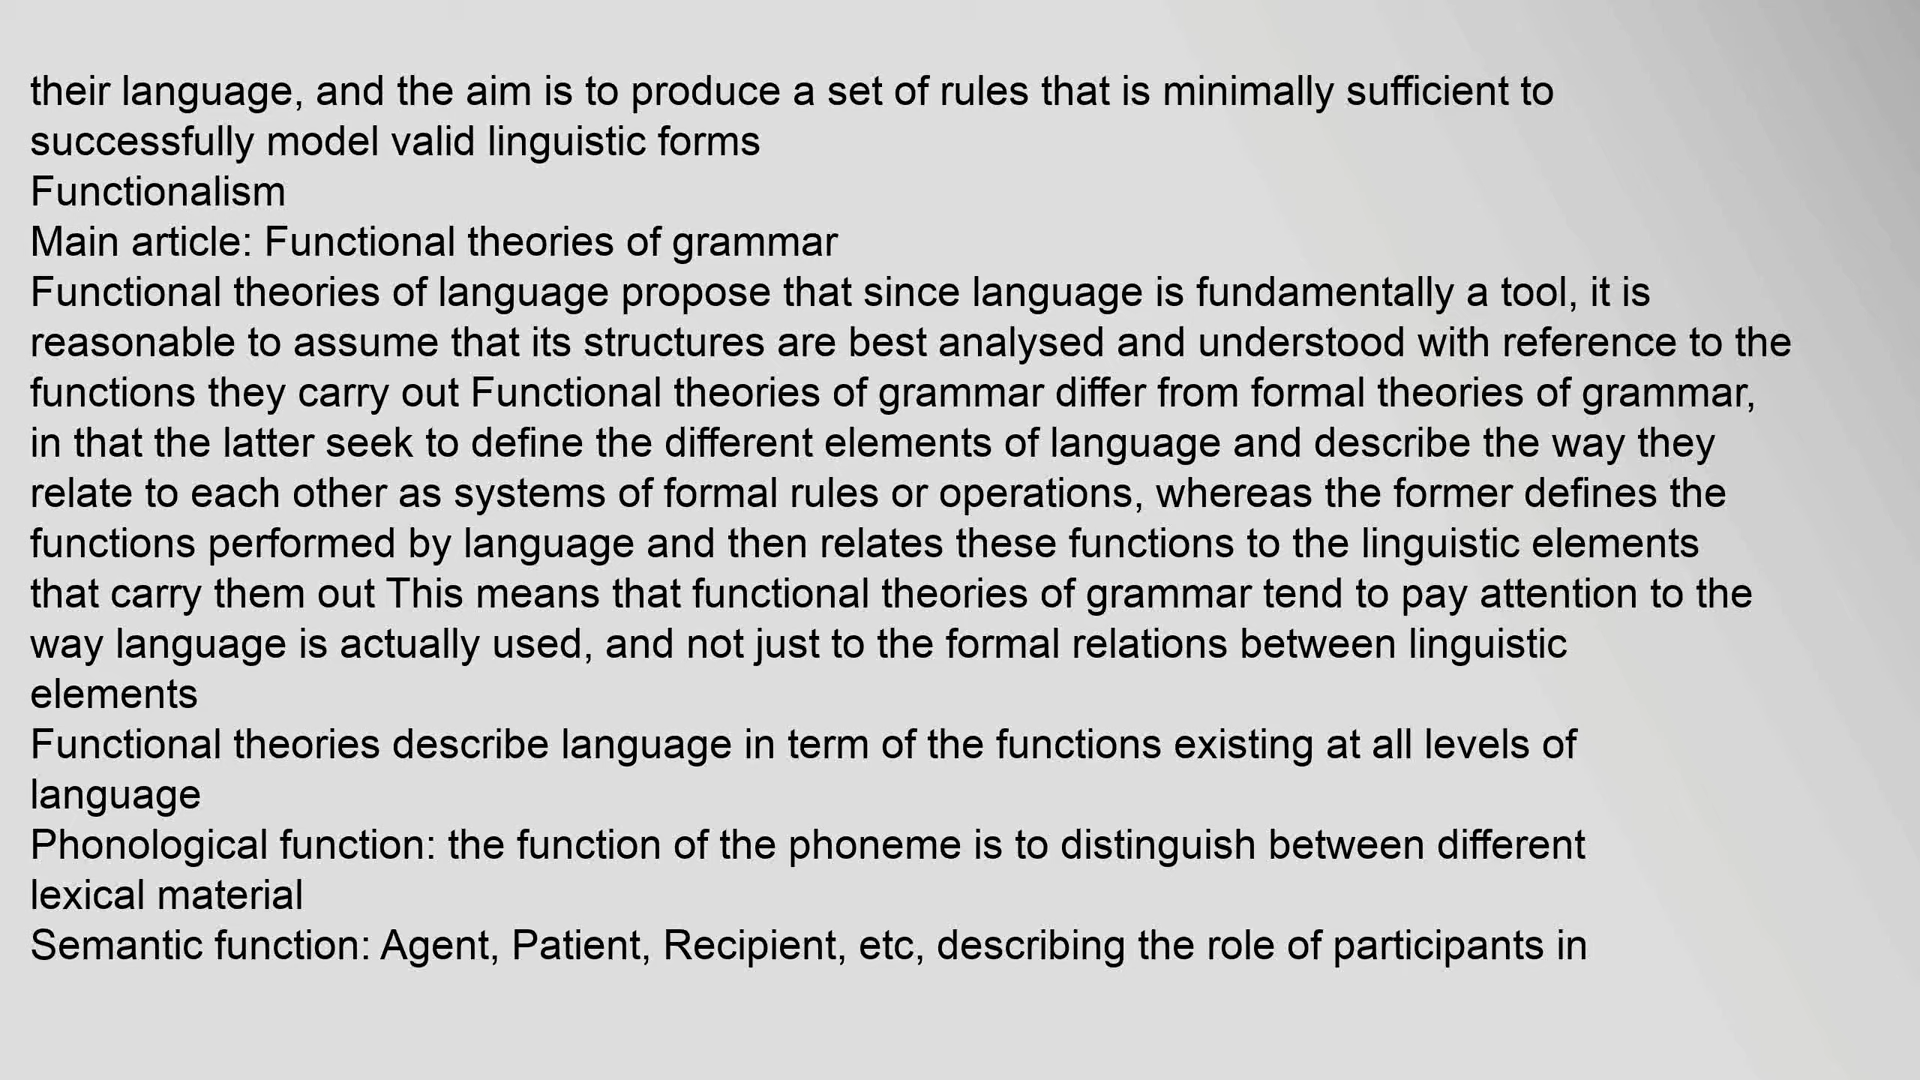 their language, and the aim is to produce a set of rules that is minimally sufficient to
successfully model valid linguistic forms
Functionalism
Main article: Functional theories of grammar
Functional theories of language propose that since language is fundamentally a tool, it is
reasonable to assume that its structures are best analysed and understood with reference to the
functions they carry out Functional theories of grammar differ from formal theories of grammar,
in that the latter seek to define the different elements of language and describe the way they
relate to each other as systems of formal rules or operations, whereas the former defines the
functions performed by language and then relates these functions to the linguistic elements
that carry them out This means that functional theories of grammar tend to pay attention to the
way language is actually used, and not just to the formal relations between linguistic
elements
Functional theories describe language in term of the functions existing at all levels of
language
Phonological function: the function of the phoneme is to distinguish between different
lexical material
Semantic function: Agent, Patient, Recipient, etc, describing the role of participants in